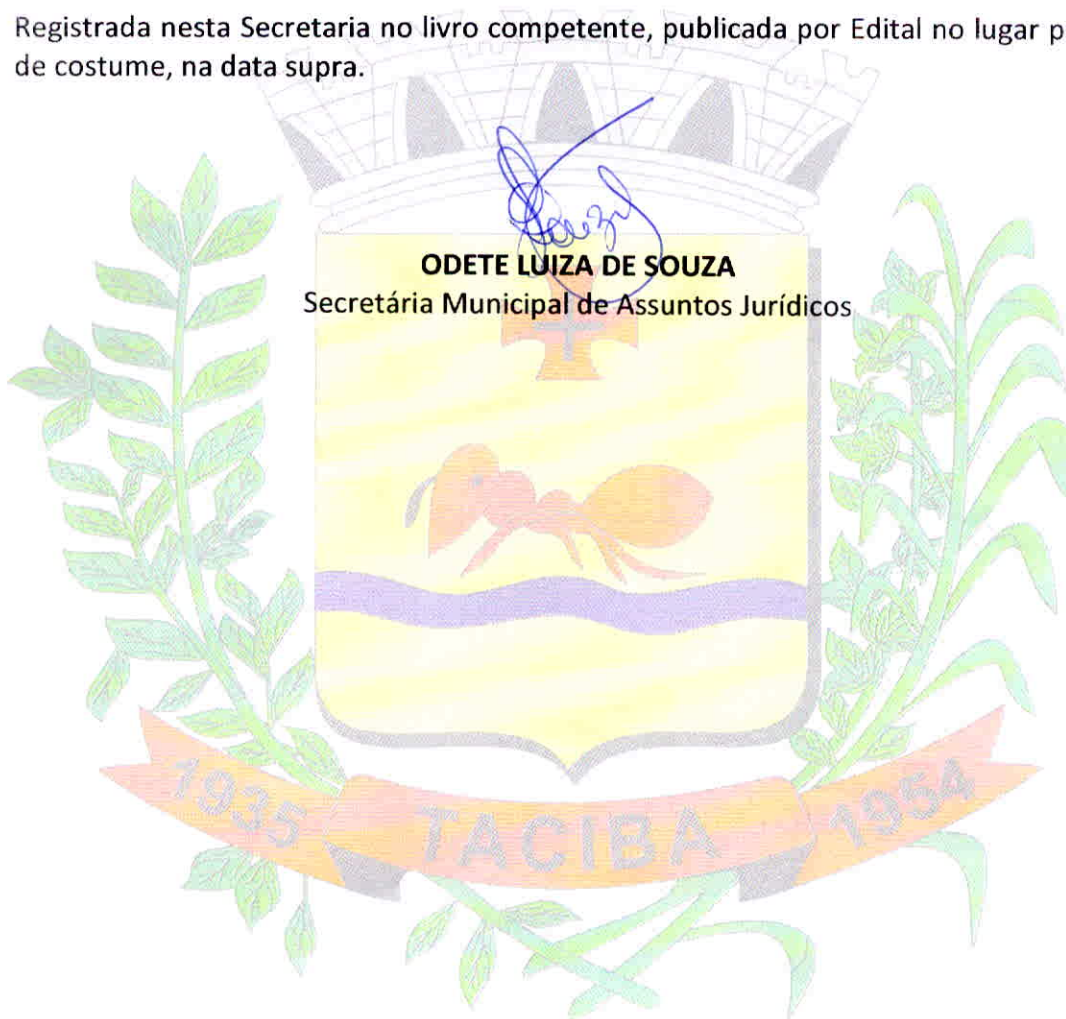 Registrada nesta Secretaria no livro competente, publicada por Edital no lugar p
de costume, na data supra.
ODETE LUIZA DE SOUZA
Secretária Municipal de Assuntos Jurídicos
1935 TACIBA 1954